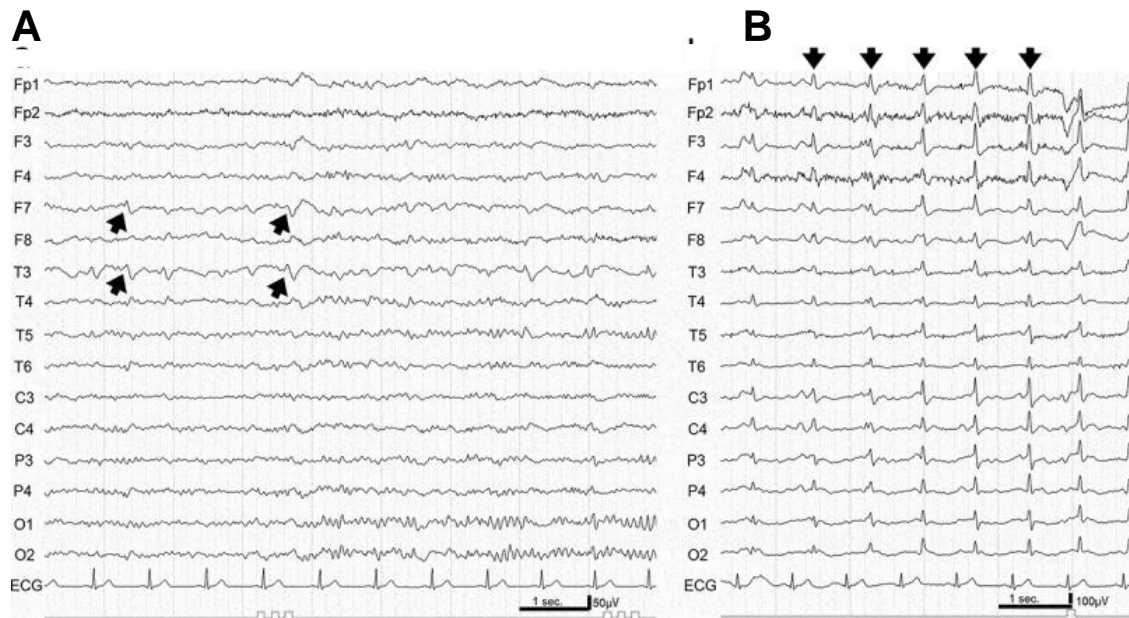 A
B
Fp1
Fp2
F3
F4
F7
F8
T3
T4
T5
T6
C3
C4
P3
P4
O1
O2
ECG
1 sec.
50μV
Fp1
Fp2
F3
F4
F7
F8
T3
T4
T5
T6
C3
C4
P3
P4
O1
O2
ECG
1 sec.
100μV